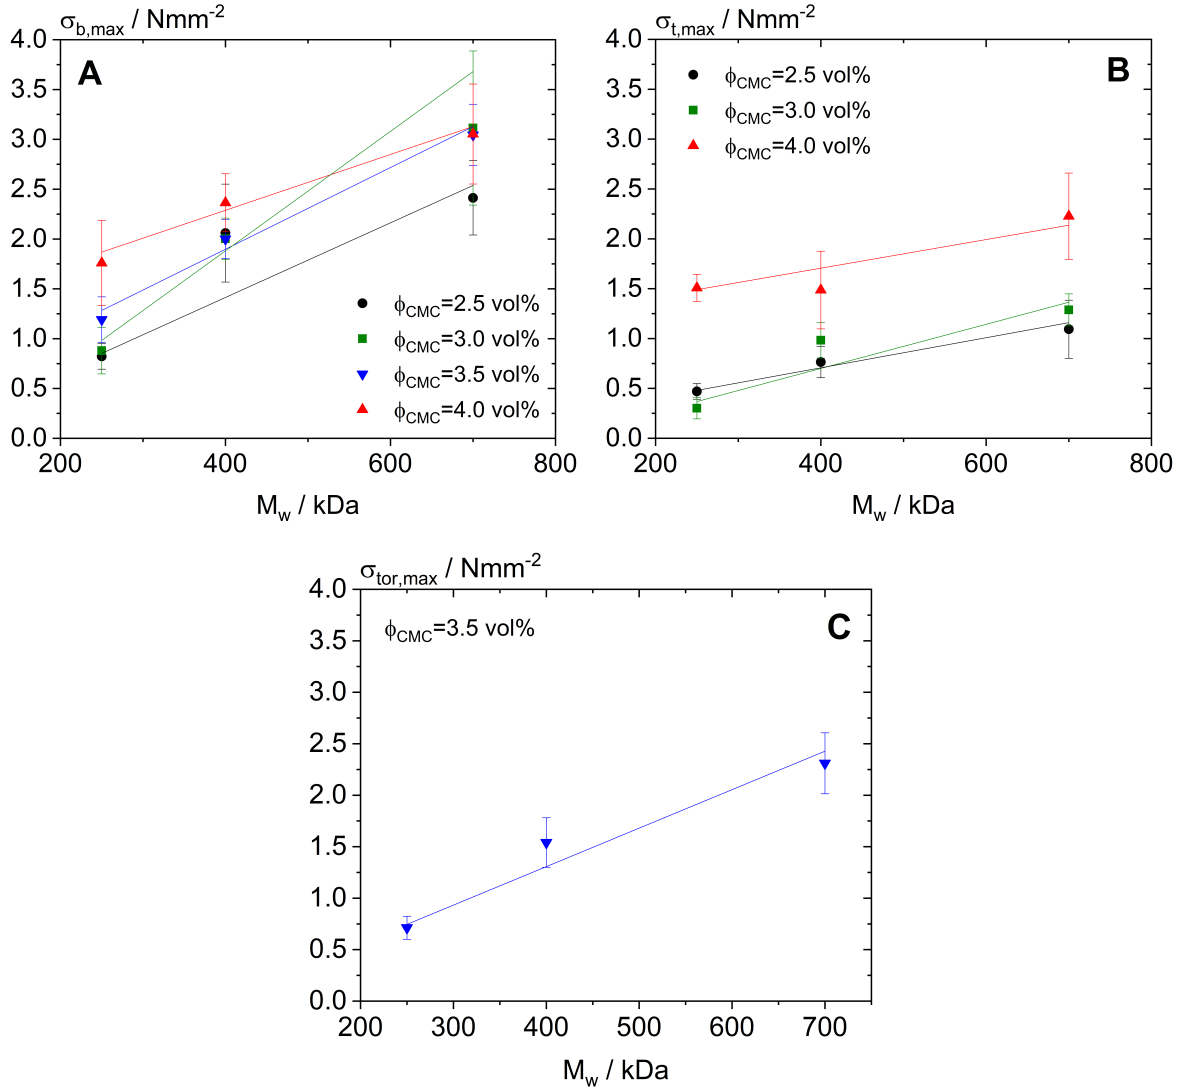 σb,max / Nmm-2
A
4.0
3.5
3.0
2.5
2.0
1.5
1.0
0.5
0.0
ϕCMC=2.5 vol%
ϕCMC=3.0 vol%
ϕCMC=3.5 vol%
ϕCMC=4.0 vol%
200 400 600 800
Mw / kDa
σt,max / Nmm-2
B
4.0
3.5
3.0
2.5
2.0
1.5
1.0
0.5
0.0
ϕCMC=2.5 vol%
ϕCMC=3.0 vol%
ϕCMC=4.0 vol%
200 400 600 800
Mw / kDa
σtor,max / Nmm-2
ϕCMC=3.5 vol%
C
4.0
3.5
3.0
2.5
2.0
1.5
1.0
0.5
0.0
200 300 400 500 600 700
Mw / kDa